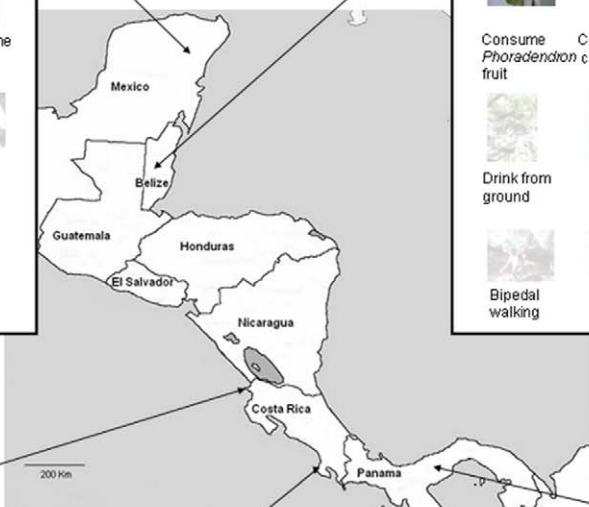 Consume
Phoradendron
fruit
Mexico
Drink from
ground
Belize
Guatemala
Honduras
El Salvador
Bipedal
walking
Nicaragua
Costa Rica
Panama
200 Km